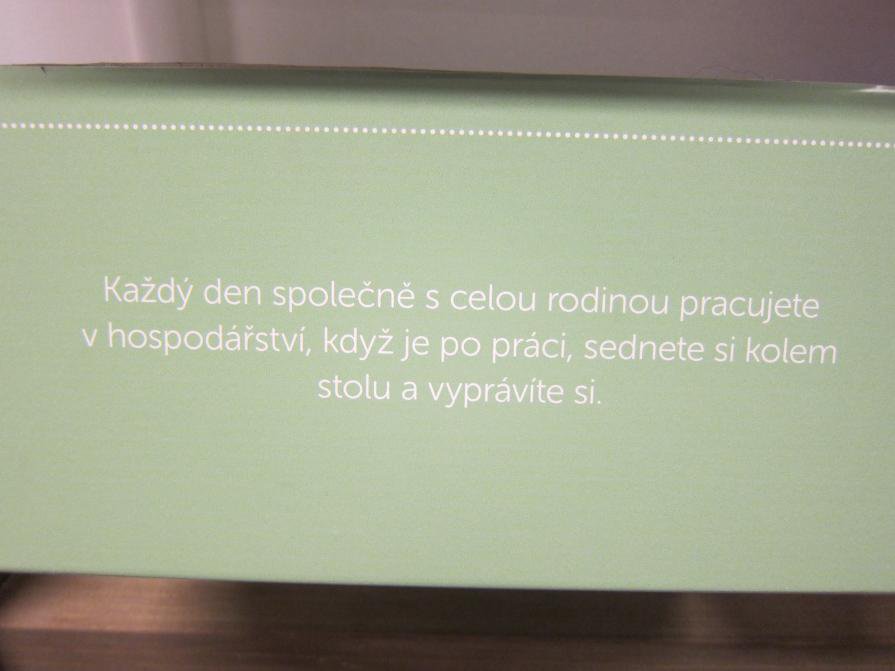 Každý den společně s celou rodinou pracujete
v hospodářství, když je po práci, sednete si kolem
stolu a vyprávíte si.